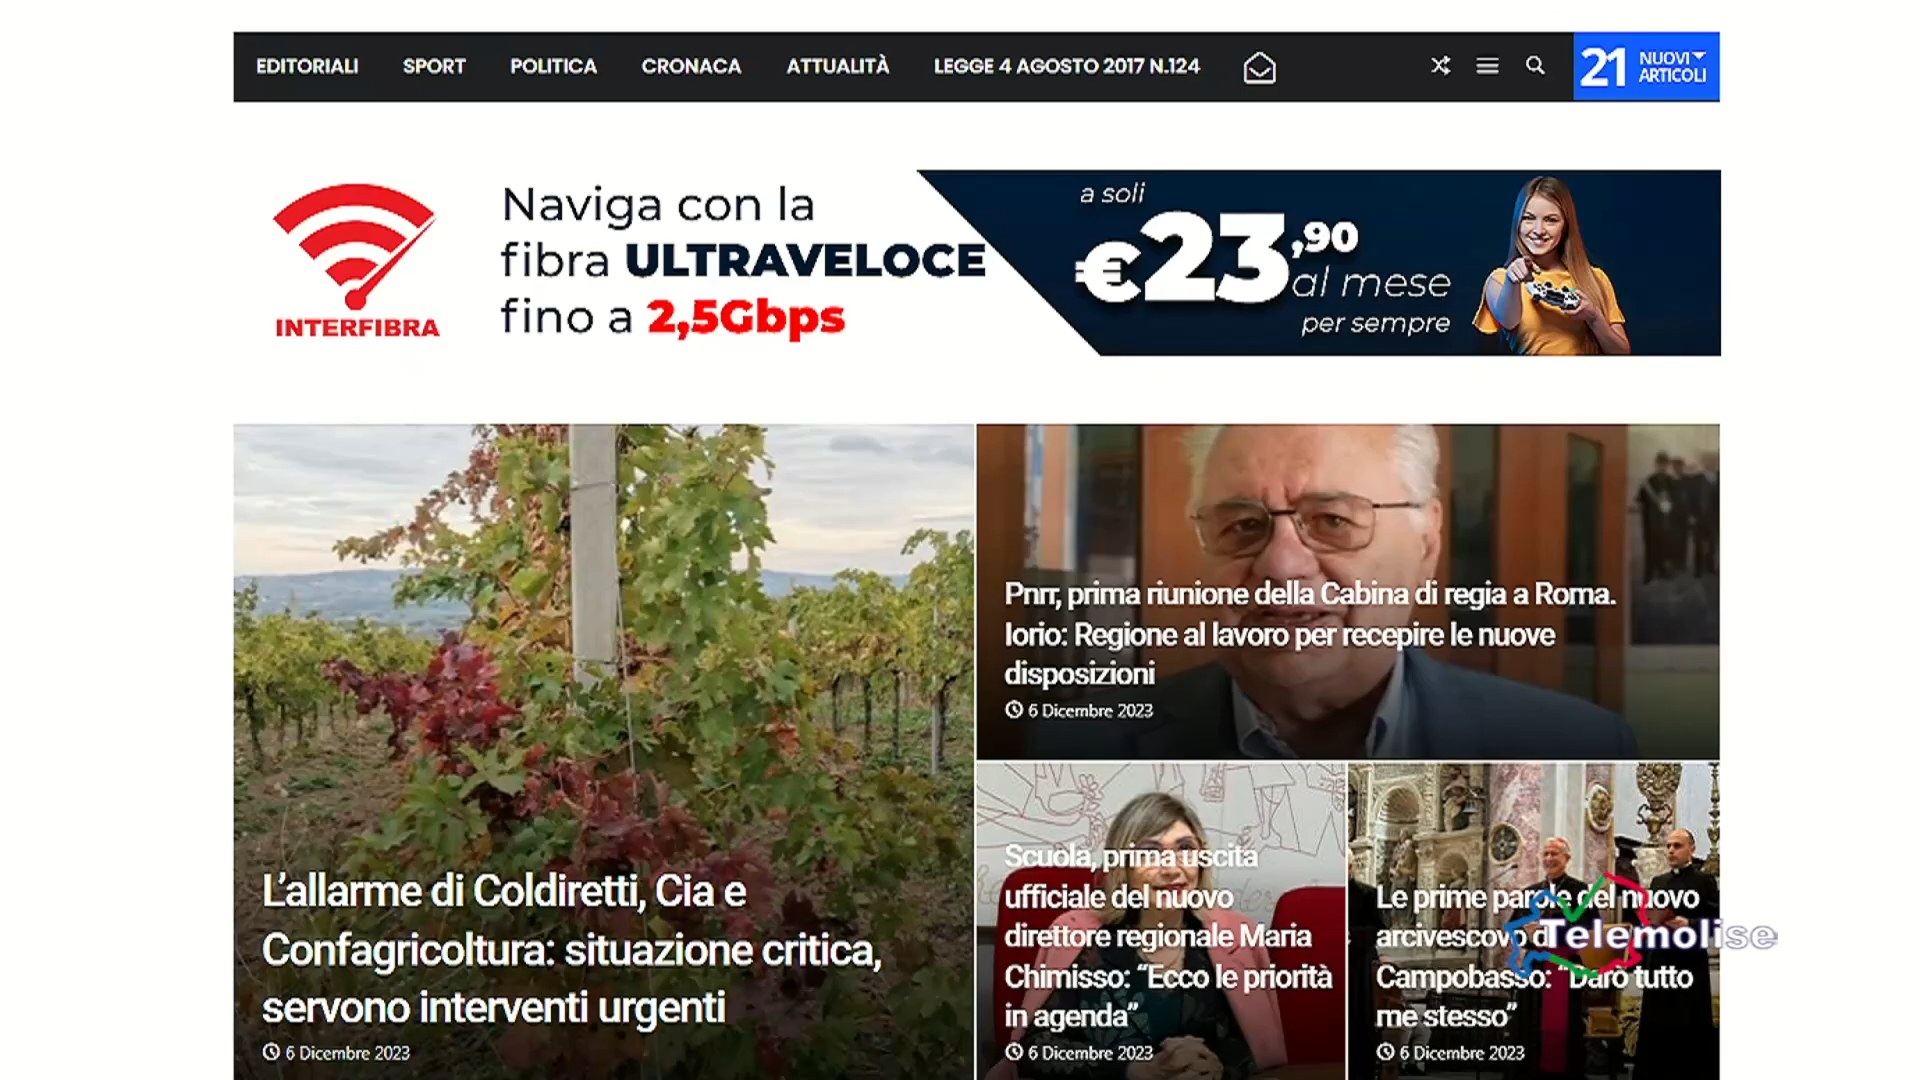 EDITORIALI SPORT POLITICA CRONACA ATTUALITÀ LEGGE 4 AGOSTO 2017 N.124
21 NUOVI
ARTICOLI
INTERFIBRA
Naviga con la
fibra ULTRAVELOCE
fino a 2,5Gbps
a soli
€23,90
al mese
per sempre
L'allarme di Coldiretti, Cia e
Confagricoltura: situazione critica,
servono interventi urgenti
6 Dicembre 2023
Pnrr, prima riunione della Cabina di regia a Roma.
Iorio: Regione al lavoro per recepire le nuove
disposizioni
6 Dicembre 2023
Scuola, prima uscita
ufficiale del nuovo
direttore regionale Maria
Chimisso: “Ecco le priorità
in agenda”
6 Dicembre 2023
Le prime parole del nuovo
arcivescovo
Campobasso: “Darò tutto
me stesso”
6 Dicembre 2023
Telemolise